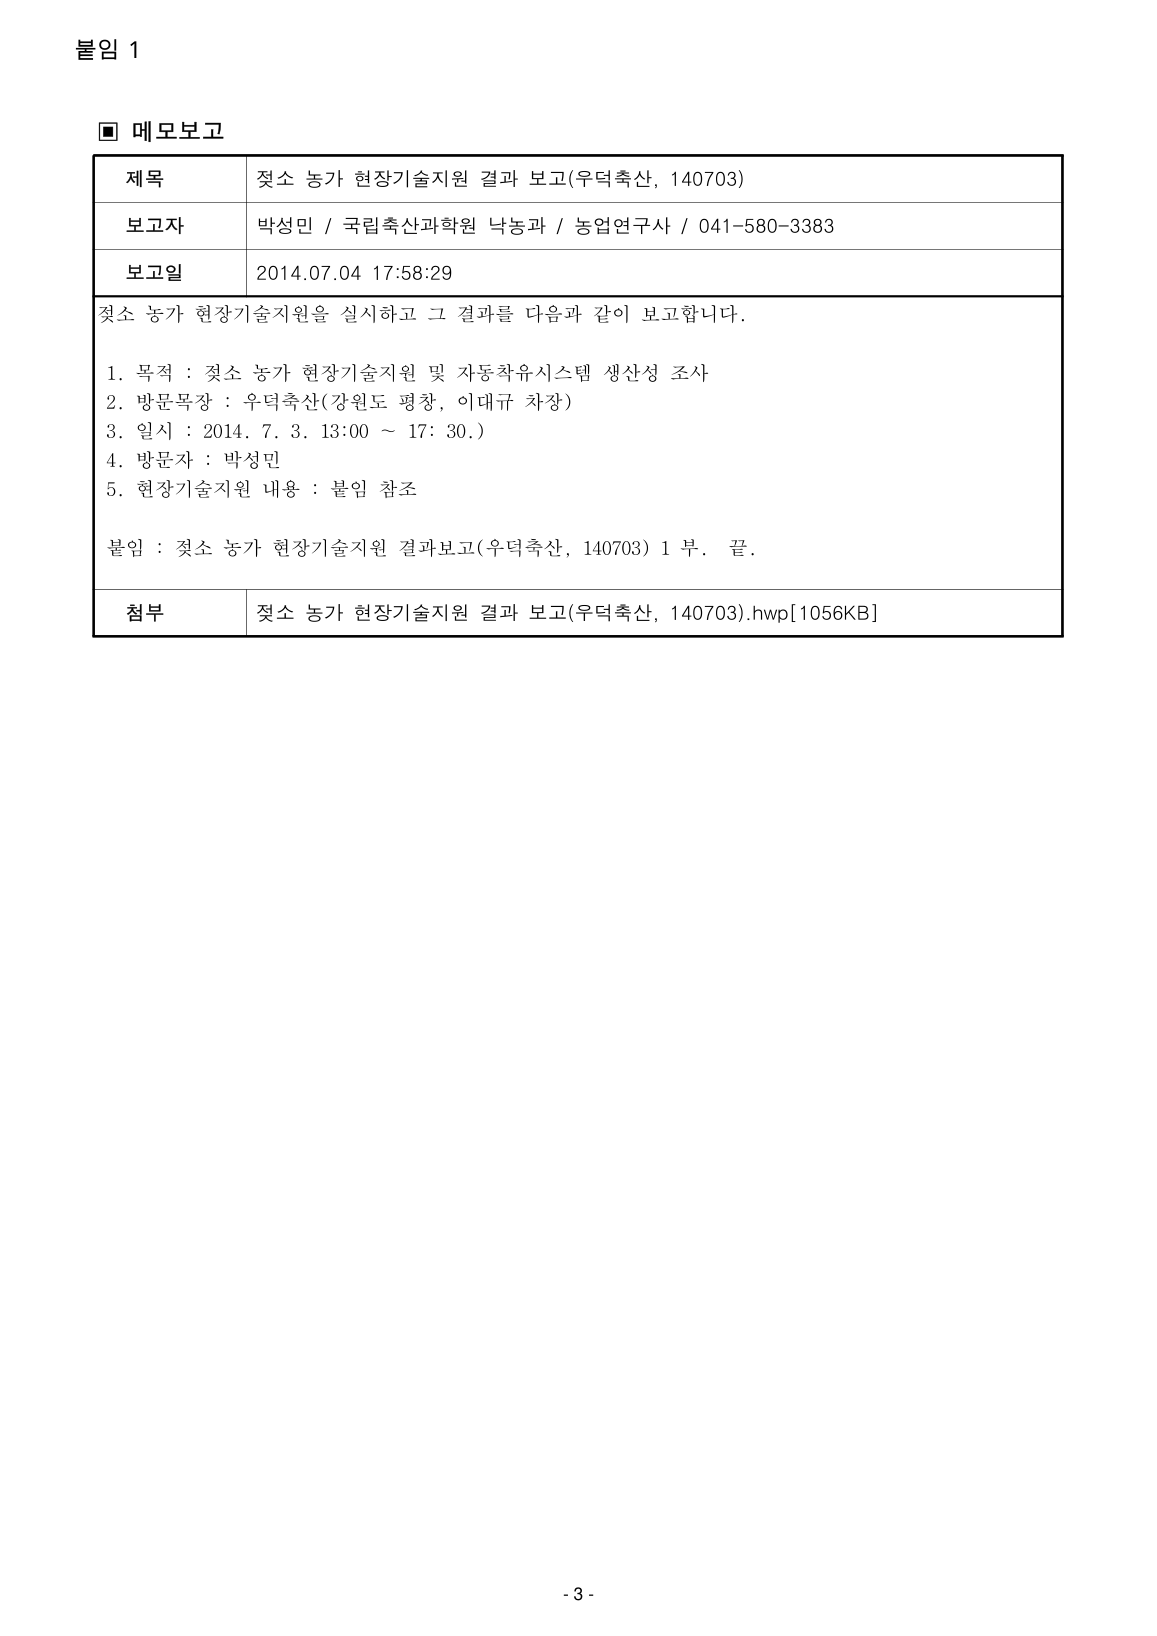 붙임 1
▣ 메모보고
제목 젖소 농가 현장기술지원 결과 보고(우덕축산, 140703)
보고자 박성민 / 국립축산과학원 낙농과 / 농업연구사 / 041-580-3383
보고일 2014.07.04 17:58:29
젖소 농가 현장기술지원을 실시하고 그 결과를 다음과 같이 보고합니다.
1. 목적 : 젖소 농가 현장기술지원 및 자동착유시스템 생산성 조사
2. 방문목장 : 우덕축산(강원도 평창, 이대규 차장)
3. 일시 : 2014. 7. 3. 13:00 ~ 17: 30.)
4. 방문자 : 박성민
5. 현장기술지원 내용 : 붙임 참조
붙임 : 젖소 농가 현장기술지원 결과보고(우덕축산, 140703) 1 부. 끝.
첨부 젖소 농가 현장기술지원 결과 보고(우덕축산, 140703).hwp[1056KB]
- 3 -